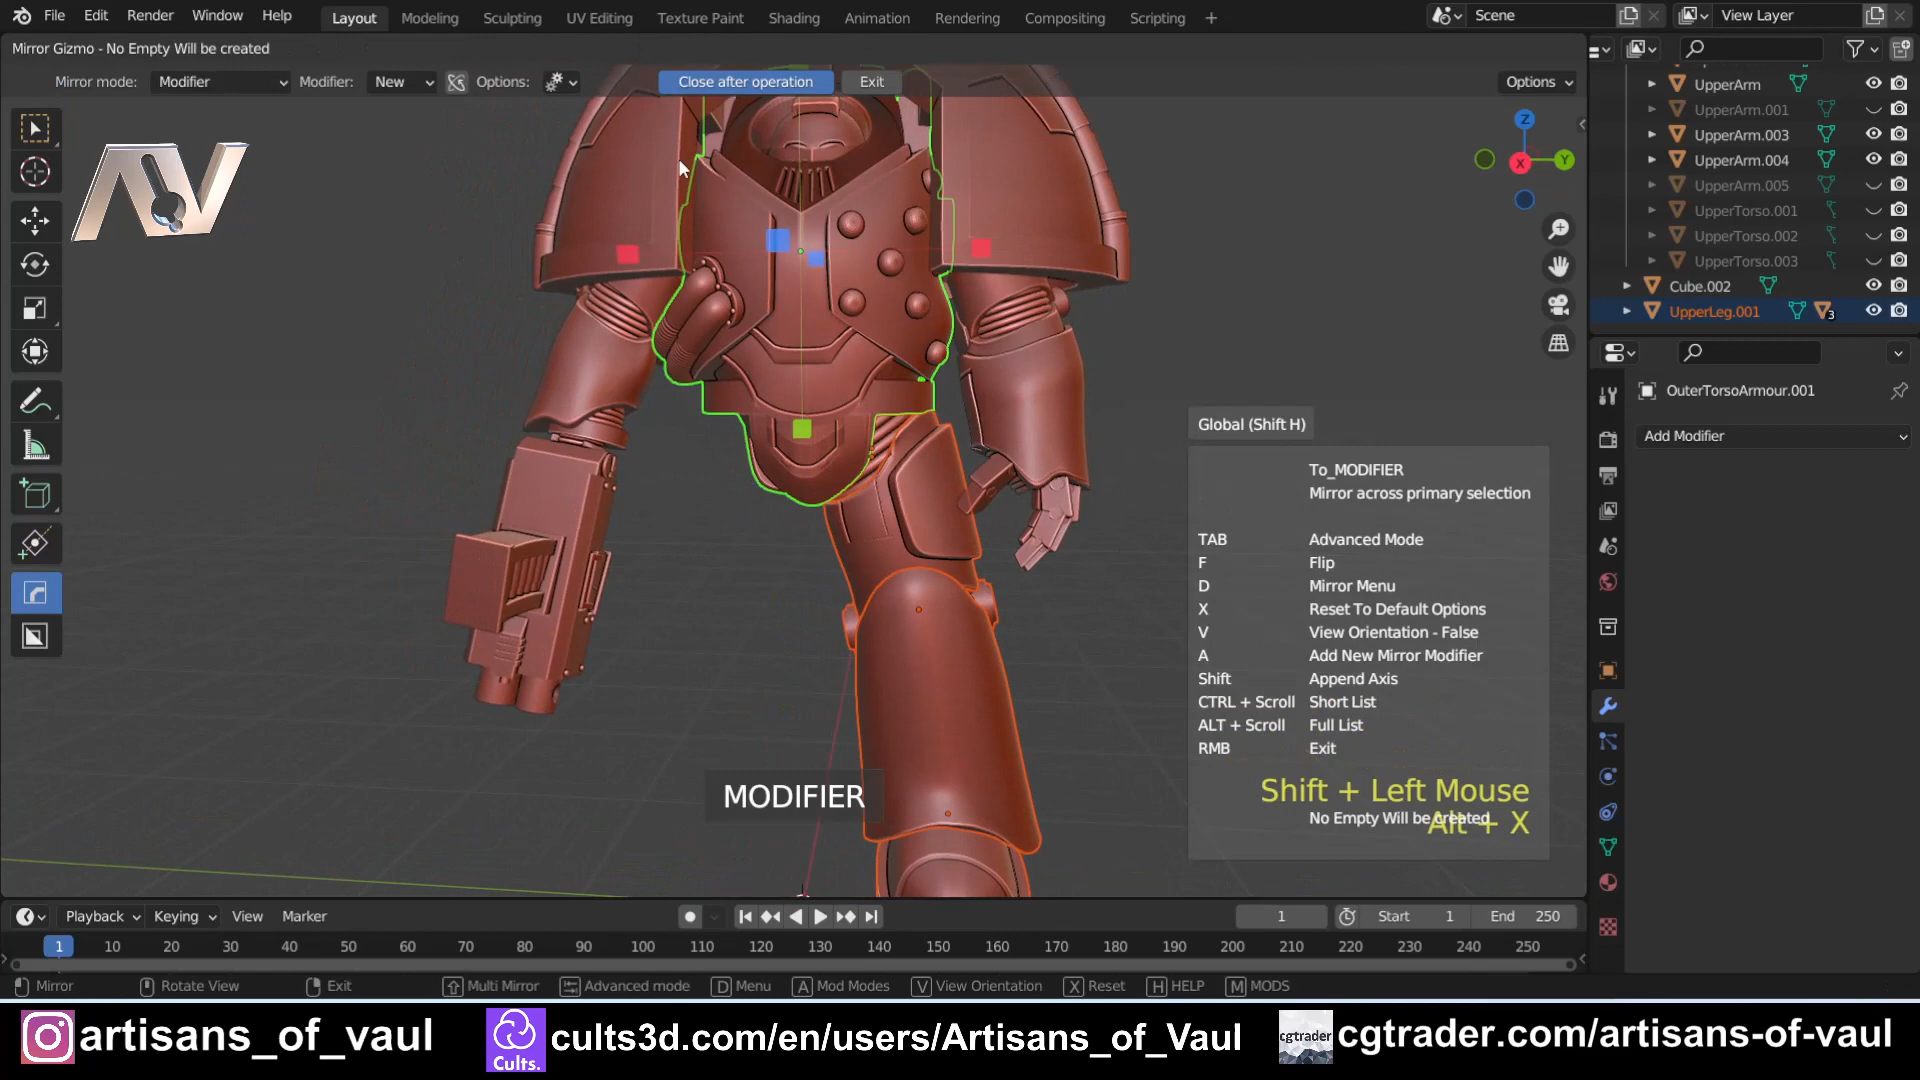 File Edit Render Window Help Layout Modeling Sculpting UV Editing Texture Paint Shading Animation Rendering Compositing Scripting + Scene View Layer
Mirror Gizmo - No Empty Will be created
Mirror mode: Modifier Modifier: New Options: Close after operation Exit Options
AV
Z
X
Y
UpperArm
UpperArm.001
UpperArm.003
UpperArm.004
UpperArm.005
UpperTorso.001
UpperTorso.002
UpperTorso.003
Cube.002
UpperLeg.001 3
OuterTorsoArmour.001
Add Modifier
Global (Shift H)
To_MODIFIER
Mirror across primary selection
TAB Advanced Mode
F Flip
D Mirror Menu
X Reset To Default Options
V View Orientation - False
A Add New Mirror Modifier
Shift Append Axis
CTRL + Scroll Short List
ALT + Scroll Full List
RMB Exit
Shift + Left Mouse
No Empty Will be created
Alt + X
MODIFIER
Playback Keying View Marker 1 Start 1 End 250
1 10 20 30 40 50 60 70 80 90 100 110 120 130 140 150 160 170 180 190 200 210 220 230 240 250
Mirror Rotate View Exit Multi Mirror Advanced mode D Menu A Mod Modes V View Orientation X Reset H HELP M MODS
artisans_of_vaul Cults. cults3d.com/en/users/Artisans_of_Vaul cgtrader cgtrader.com/artisans-of-vaul